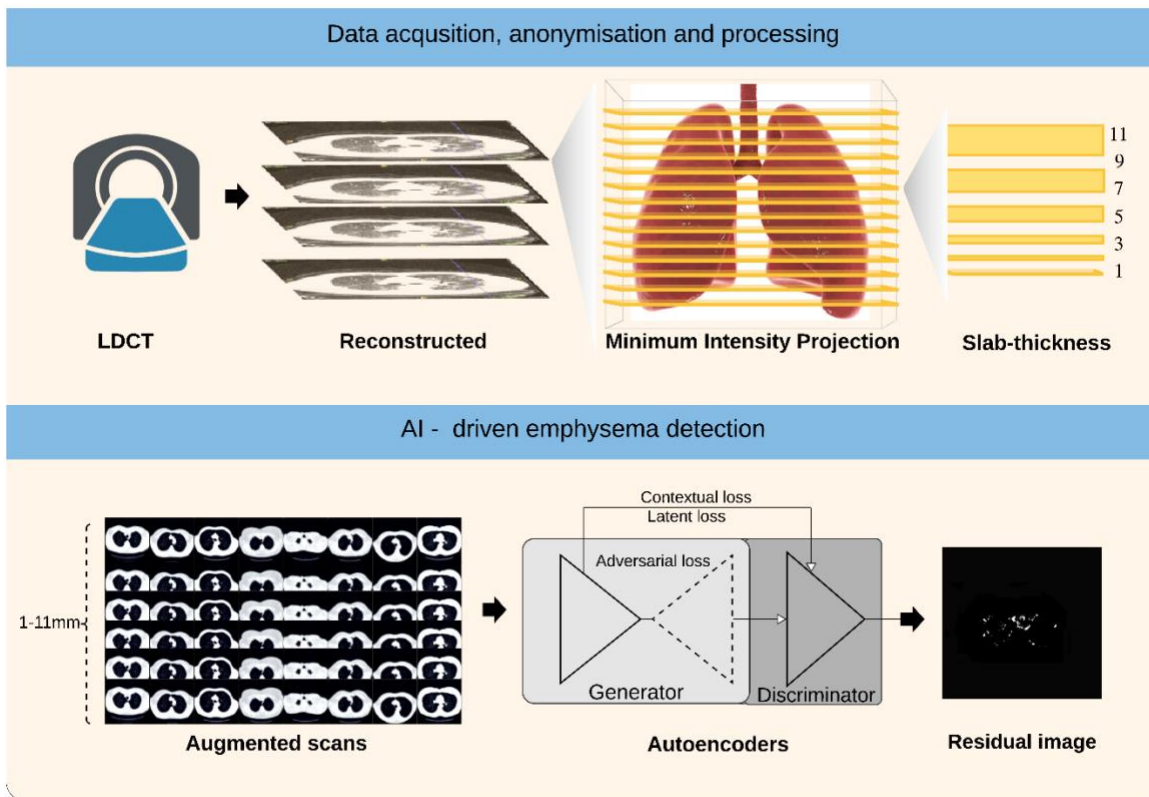 Data acqusition, anonymisation and processing
11
9
7
5
3
1
LDCT
Reconstructed
Minimum Intensity Projection
Slab-thickness
AI - driven emphysema detection
Contextual loss
Latent loss
Adversarial loss
1-11mm
Generator
Discriminator
Augmented scans
Autoencoders
Residual image